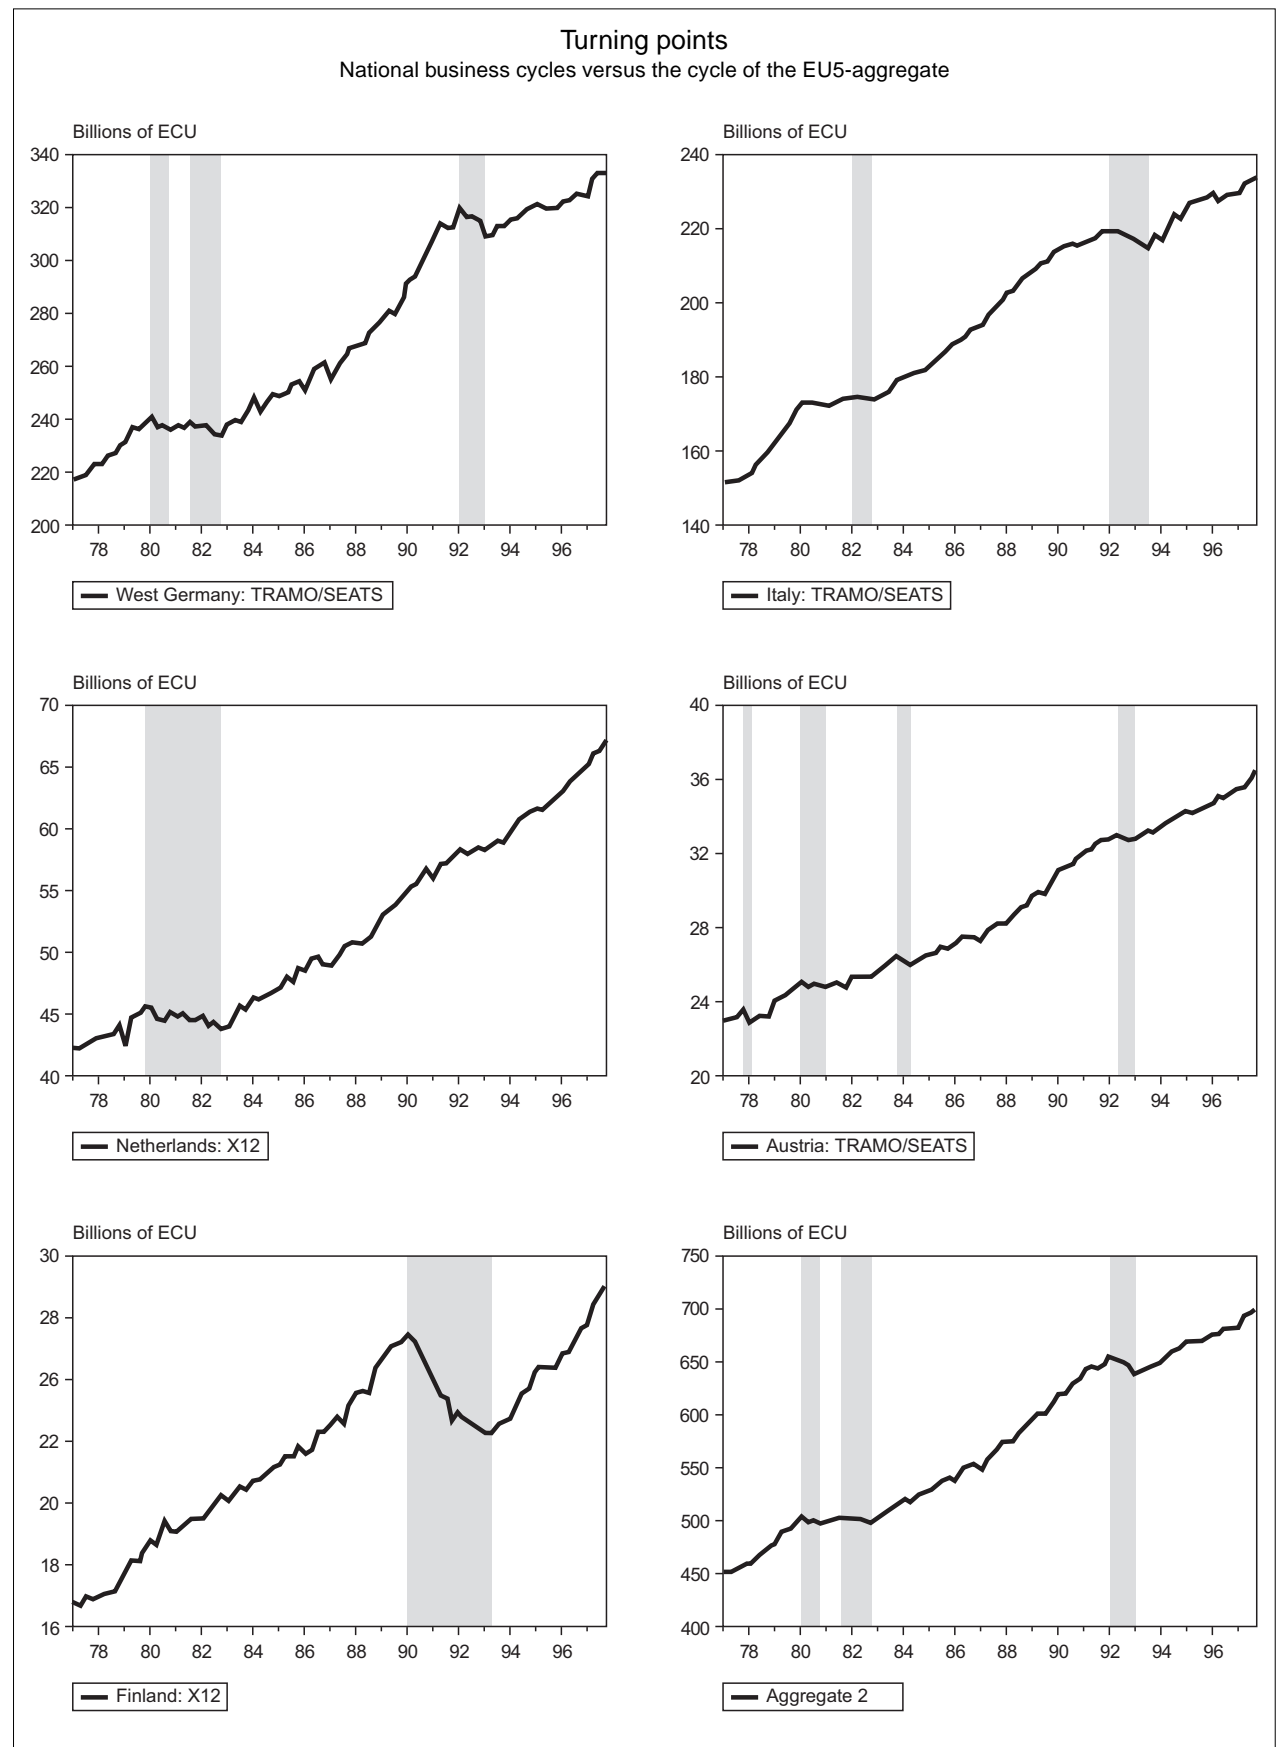 Turning points
National business cycles versus the cycle of the EU5-aggregate
Billions of ECU
340
320
300
280
260
240
220
200
78 80 82 84 86 88 90 92 94 96
West Germany: TRAMO/SEATS
Billions of ECU
240
220
200
180
160
140
78 80 82 84 86 88 90 92 94 96
Italy: TRAMO/SEATS
Billions of ECU
70
65
60
55
50
45
40
78 80 82 84 86 88 90 92 94 96
Netherlands: X12
Billions of ECU
40
36
32
28
24
20
78 80 82 84 86 88 90 92 94 96
Austria: TRAMO/SEATS
Billions of ECU
30
28
26
22
20
18
16
78 80 82 84 86 88 90 92 94 96
Finland: X12
Billions of ECU
750
700
650
600
550
500
450
400
78 80 82 84 86 88 90 92 94 96
Aggregate 2